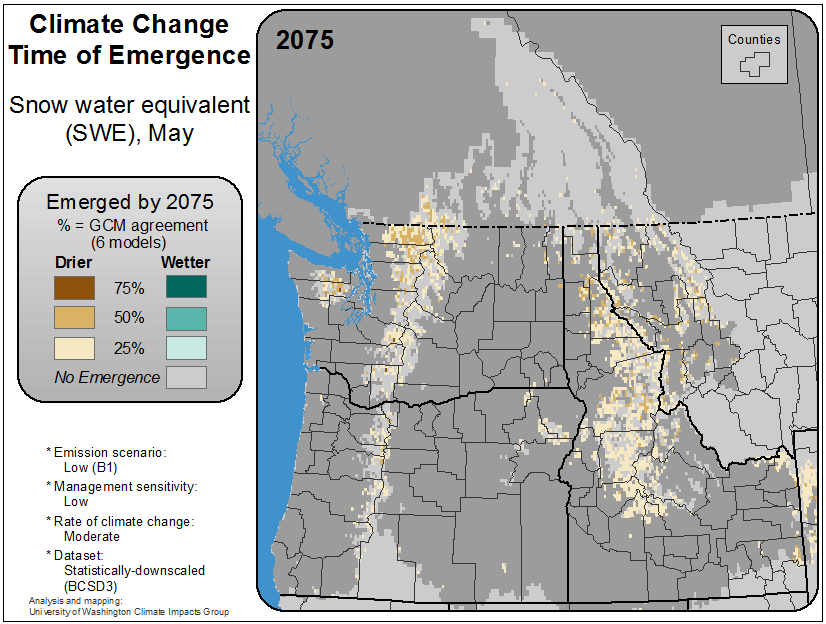 Climate Change
Time of Emergence
Snow water equivalent
(SWE), May
Emerged by 2075
% = GCM agreement
(6 models)
Drier Wetter
75%
50%
25%
No Emergence
* Emission scenario:
Low (B1)
* Management sensitivity:
Low
* Rate of climate change:
Moderate
* Dataset:
Statistically-downscaled
(BCSD3)
Analysis and mapping:
University of Washington Climate Impacts Group
2075
Counties